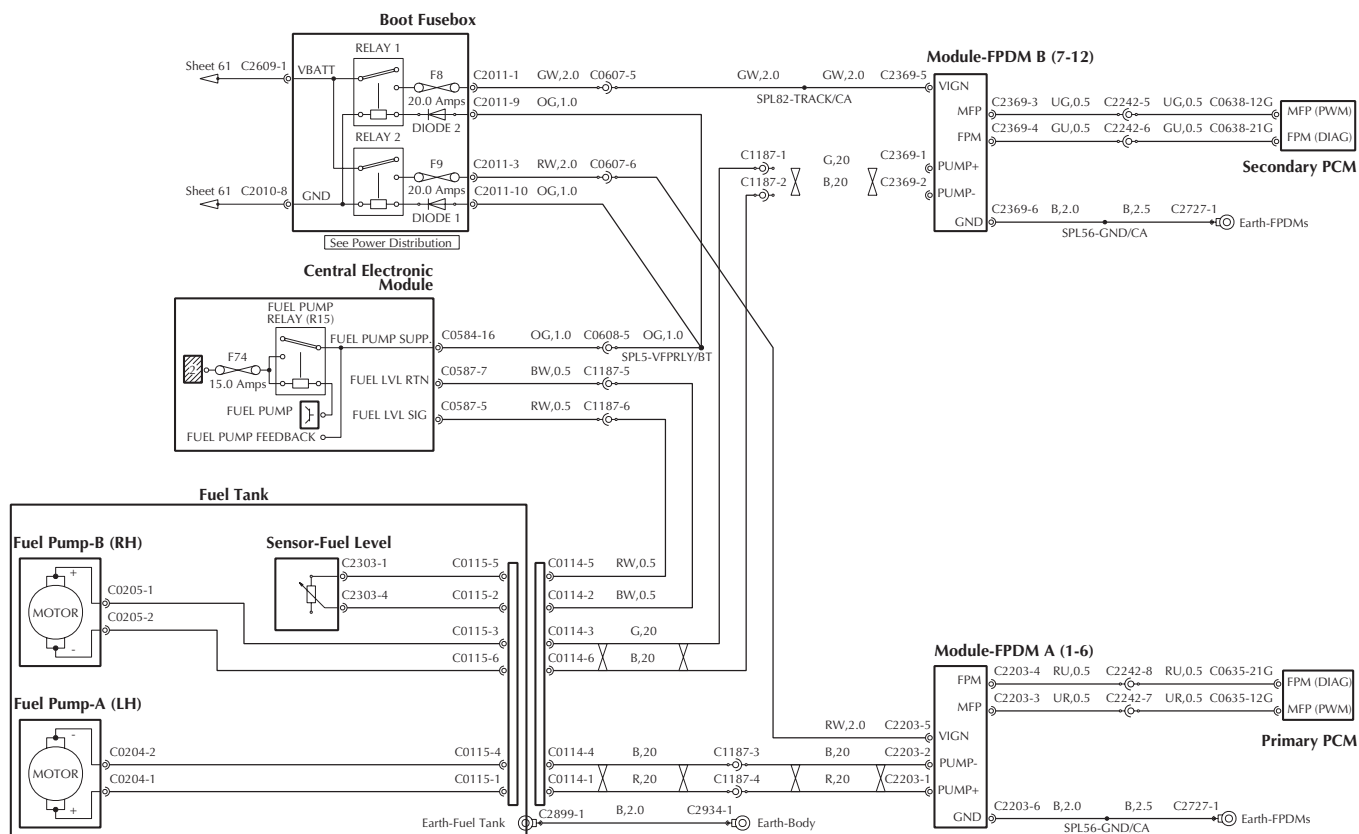 Boot Fusebox
RELAY 1
Sheet 61 C2609-1 VBATT
F8
20.0 Amps
DIODE 2
RELAY 2
F9
20.0 Amps
DIODE 1
Sheet 61 C2010-8 GND
See Power Distribution
C2011-1 GW,2.0 C0607-5 GW,2.0 GW,2.0 C2369-5
SPL82-TRACK/CA
C2011-9 OG,1.0
C2011-3 RW,2.0 C0607-6
C2011-10 OG,1.0
Module-FPDM B (7-12)
VIGN
MFP C2369-3 UG,0.5 C2242-5 UG,0.5 C0638-12G MFP (PWM)
FPM C2369-4 GU,0.5 C2242-6 GU,0.5 C0638-21G FPM (DIAG)
Secondary PCM
C1187-1 G,20 C2369-1 PUMP+
C1187-2 B,20 C2369-2 PUMP-
GND C2369-6 B,2.0 B,2.5 C2727-1 Earth-FPDMs
SPL56-GND/CA
Central Electronic
Module
FUEL PUMP
RELAY (R15)
FUEL PUMP SUPP. C0584-16 OG,1.0 C0608-5 OG,1.0
SPL5-VFPRLY/BT
2
F74
15.0 Amps
FUEL LVL RTN C0587-7 BW,0.5 C1187-5
FUEL PUMP
FUEL LVL SIG C0587-5 RW,0.5 C1187-6
FUEL PUMP FEEDBACK
Fuel Tank
Fuel Pump-B (RH)
+
MOTOR
-
C0205-1
C0205-2
Sensor-Fuel Level
C2303-1 C0115-5 C0114-5 RW,0.5
C2303-4 C0115-2 C0114-2 BW,0.5
C0115-3 C0114-3 G,20
C0115-6 C0114-6 B,20
Fuel Pump-A (LH)
-
MOTOR
+
C0204-2 C0115-4 C0114-4 B,20 C1187-3 B,20 C2203-2 PUMP-
C0204-1 C0115-1 C0114-1 R,20 C1187-4 R,20 C2203-1 PUMP+
Earth-Fuel Tank C2899-1 B,2.0 C2934-1 Earth-Body
Module-FPDM A (1-6)
FPM C2203-4 RU,0.5 C2242-8 RU,0.5 C0635-21G FPM (DIAG)
MFP C2203-3 UR,0.5 C2242-7 UR,0.5 C0635-12G MFP (PWM)
Primary PCM
RW,2.0 C2203-5 VIGN
GND C2203-6 B,2.0 B,2.5 C2727-1 Earth-FPDMs
SPL56-GND/CA